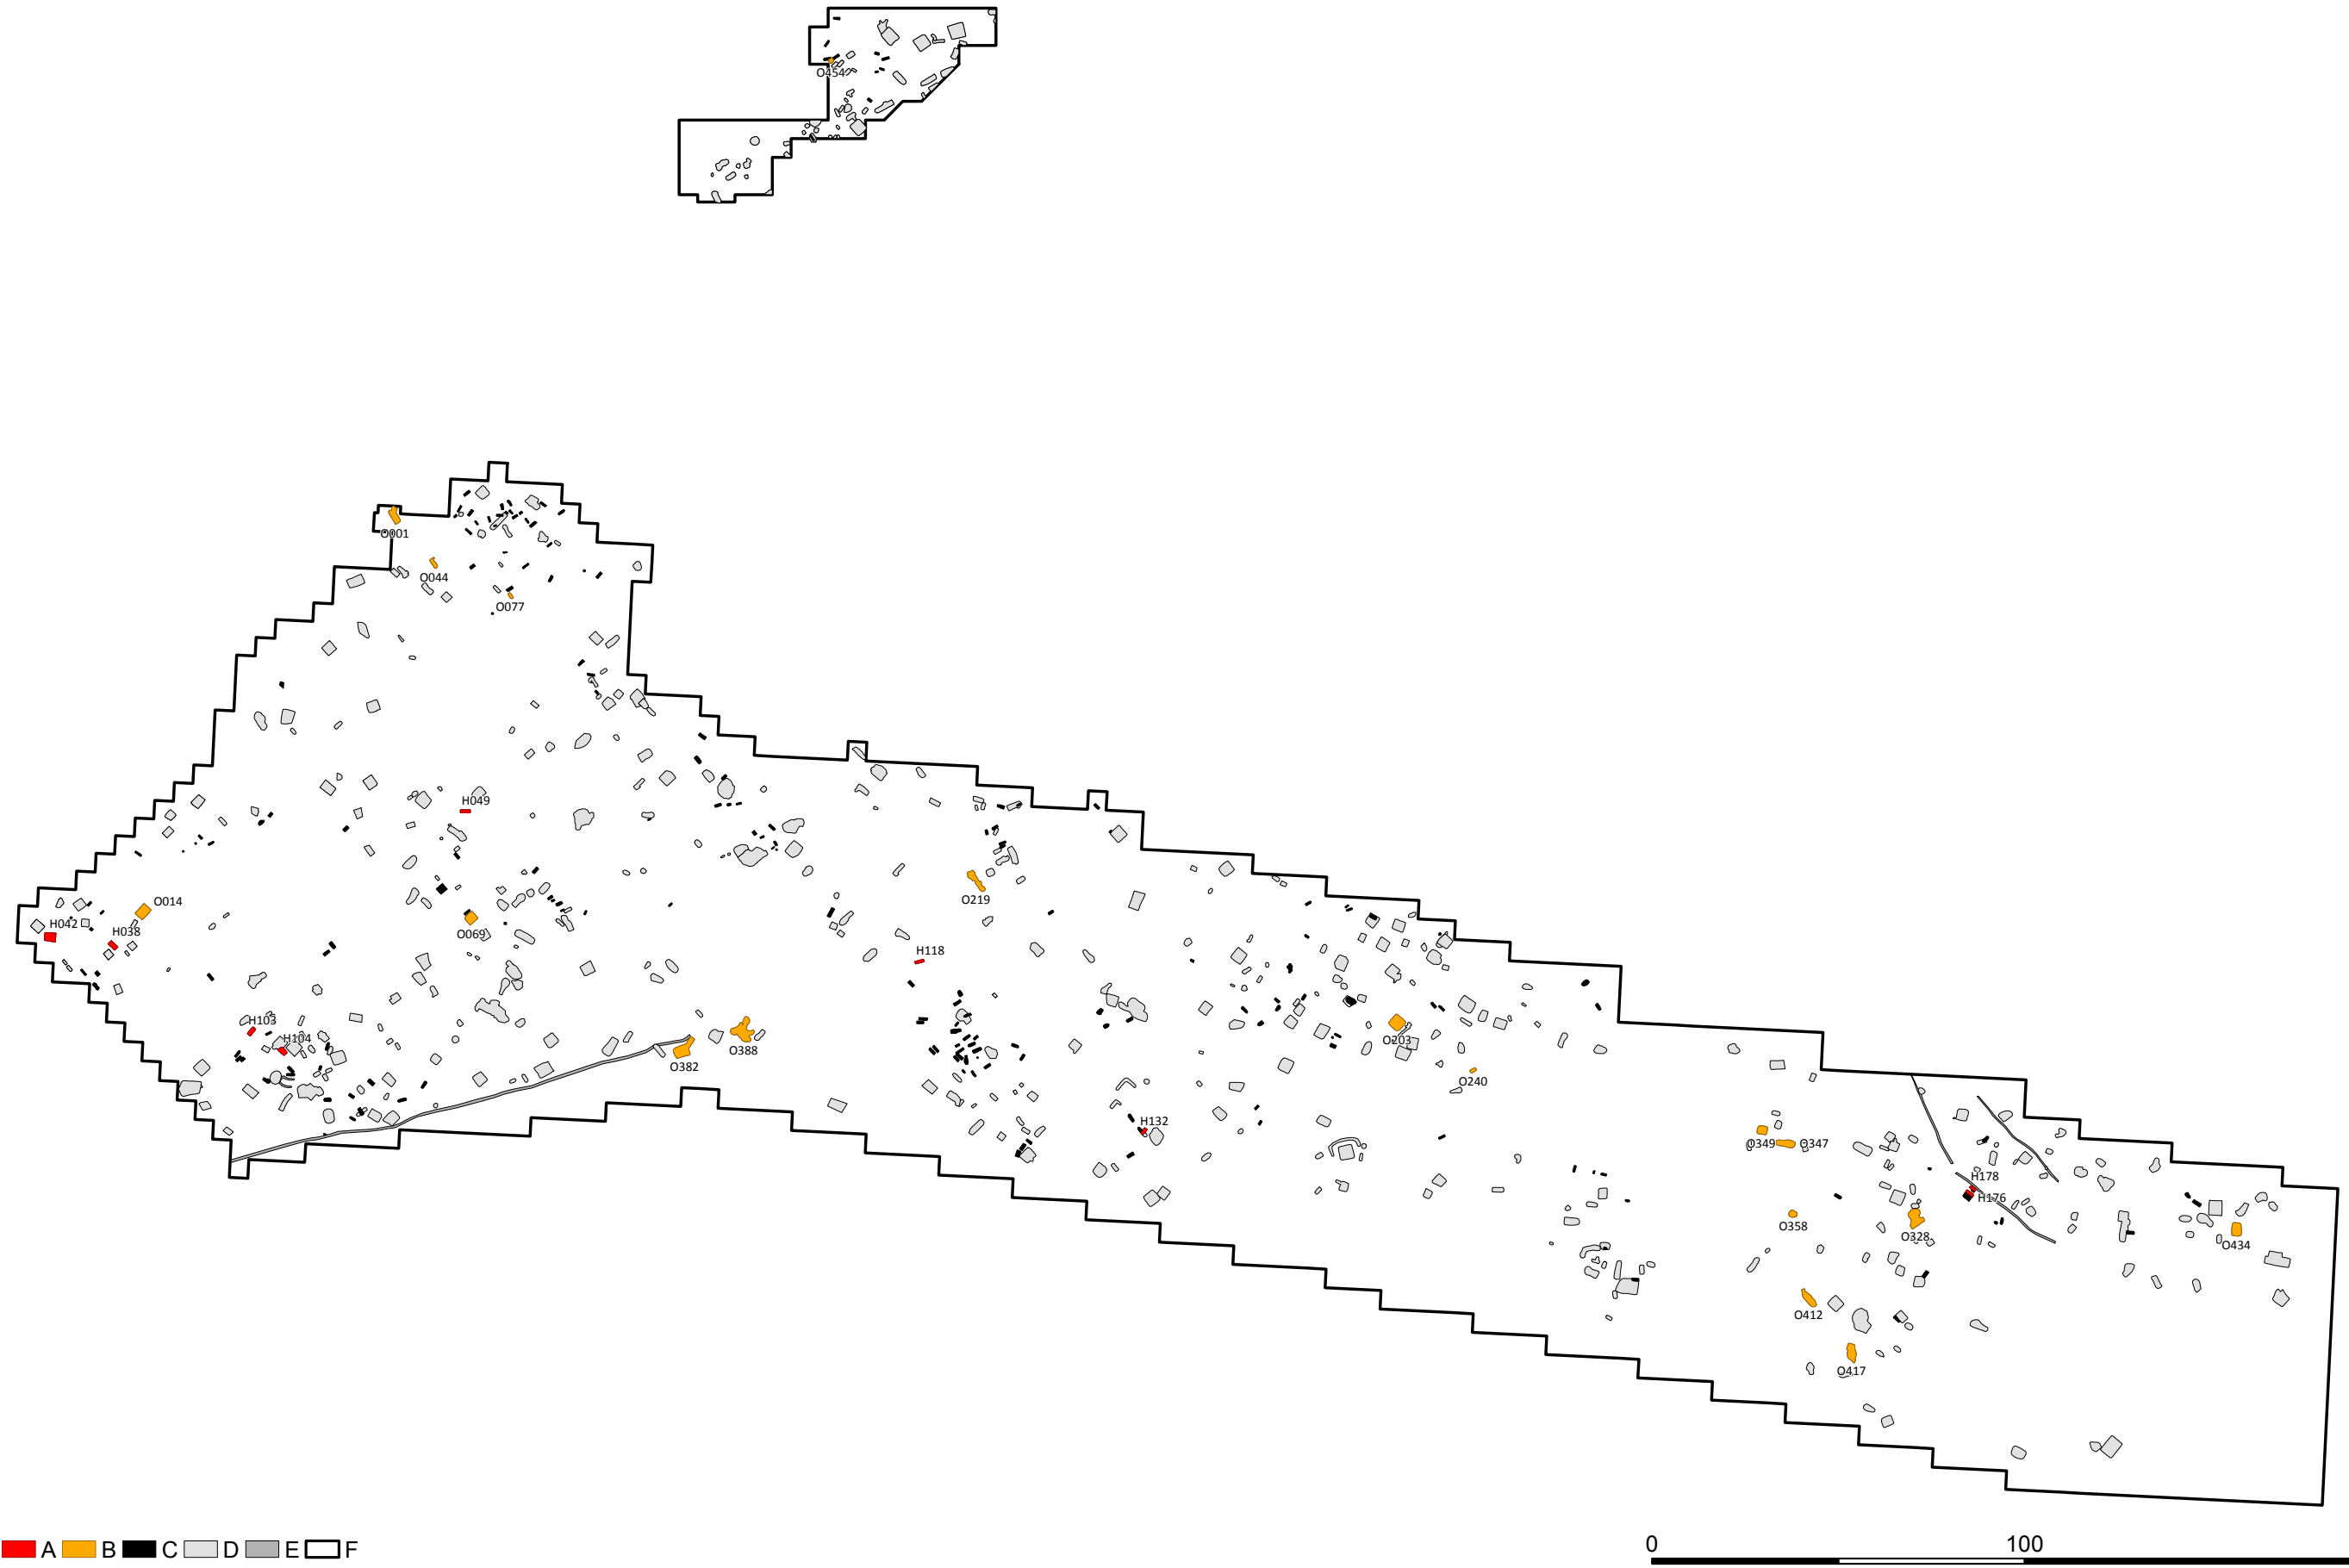 O454
O001
O044
O077
H049
O014
H042
H038
O219
O069
H118
H103
H104
O203
O388
O382
O240
H132
O349
O347
H178
H176
O358
O328
O434
O412
O417
0 100
A B C D E F